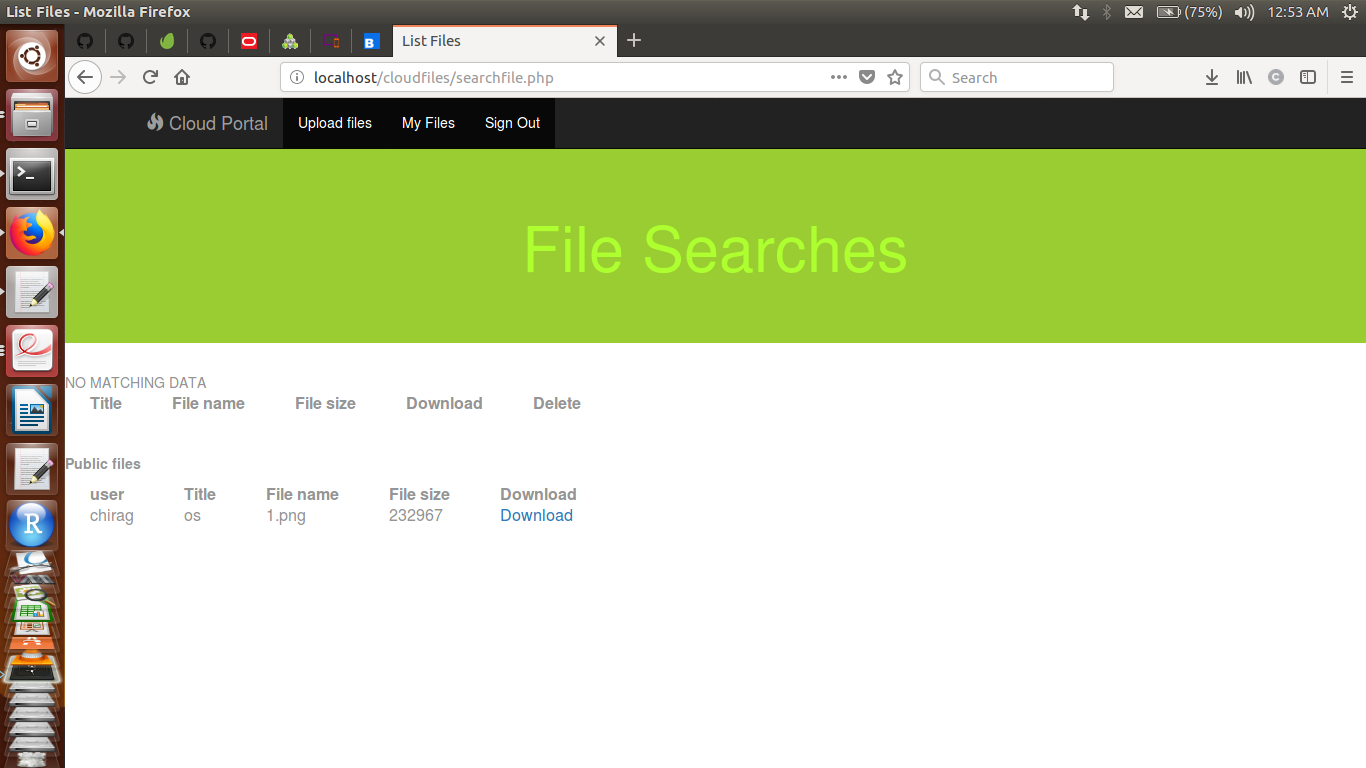 List Files - Mozilla Firefox
(75%) 12:53 AM
List Files
localhost/cloudfiles/searchfile.php
Search
Cloud Portal Upload files My Files Sign Out
File Searches
NO MATCHING DATA
Title File name File size Download Delete
Public files
user Title File name File size Download
chirag os 1.png 232967 Download